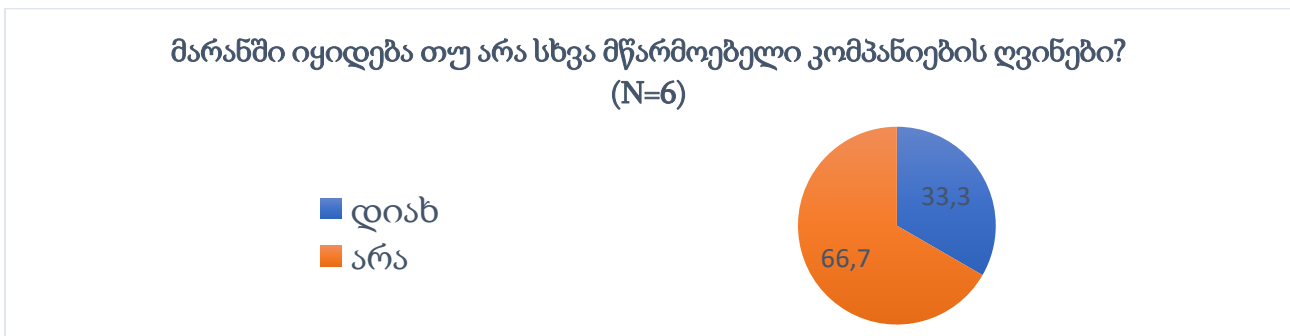 მარანში იყიდება თუ არა სხვა მწარმოებელი კომპანიების ღვინები?
(N=6)
დიახ
არა
33,3
66,7